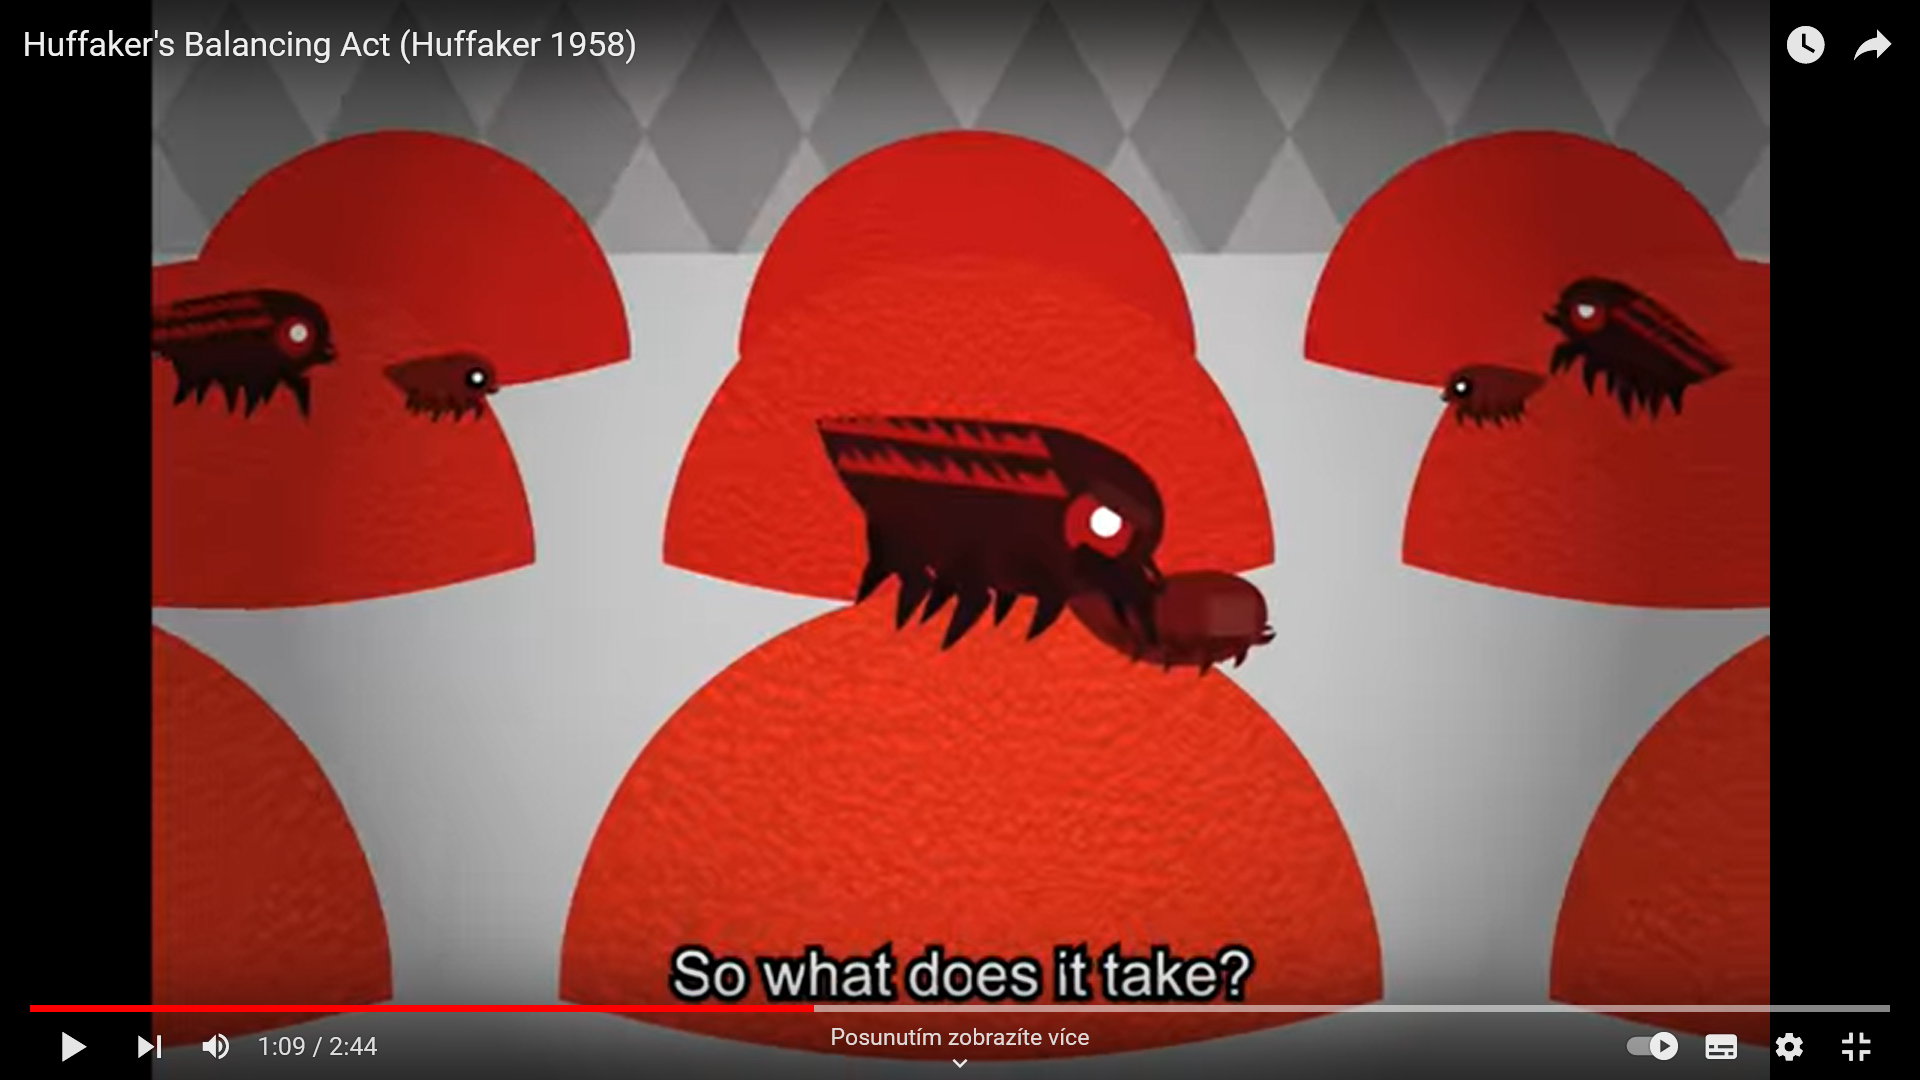 Huffaker's Balancing Act (Huffaker 1958)
So what does it take?
Posunutím zobrazíte více
1:09 / 2:44